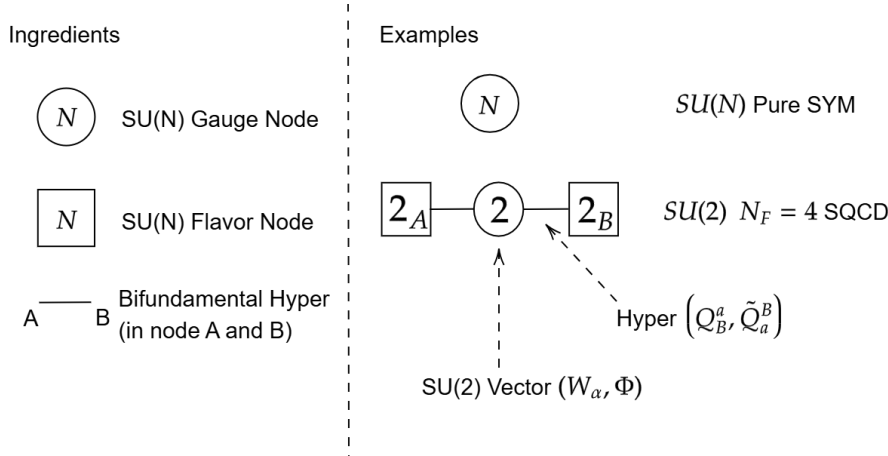 Ingredients
N SU(N) Gauge Node
N SU(N) Flavor Node
A B Bifundamental Hyper
(in node A and B)
Examples
N SU(N) Pure SYM
2_A 2 2_B SU(2) N_F = 4 SQCD
Hyper (Q^a_B, Q̃^B_a)
SU(2) Vector (W_α, Φ)